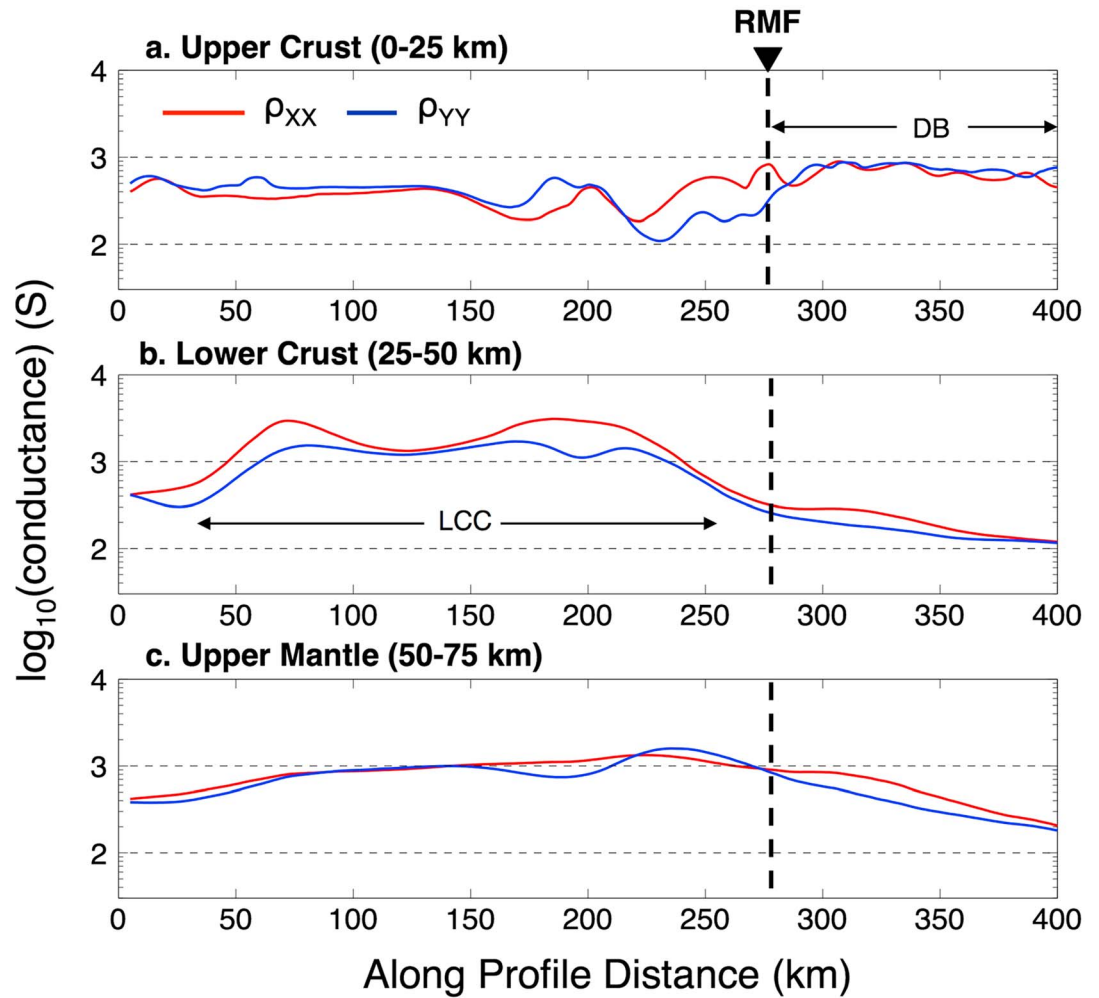 RMF
a. Upper Crust (0-25 km)
4
ρXX ρYY
DB
3
2
0 50 100 150 200 250 300 350 400
b. Lower Crust (25-50 km)
4
3
LCC
2
0 50 100 150 200 250 300 350 400
c. Upper Mantle (50-75 km)
4
3
2
0 50 100 150 200 250 300 350 400
log10(conductance) (S)
Along Profile Distance (km)